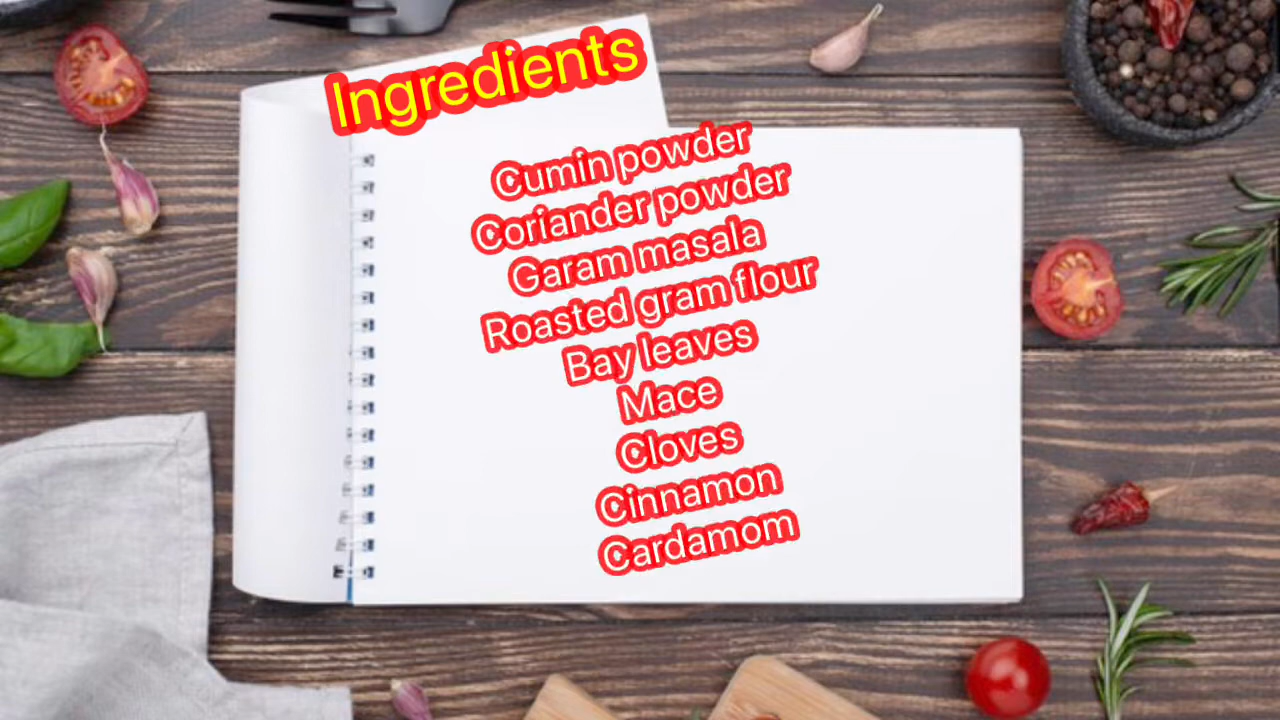 Ingredients
Cumin powder
Coriander powder
Garam masala
Roasted gram flour
Bay leaves
Mace
Cloves
Cinnamon
Cardamom